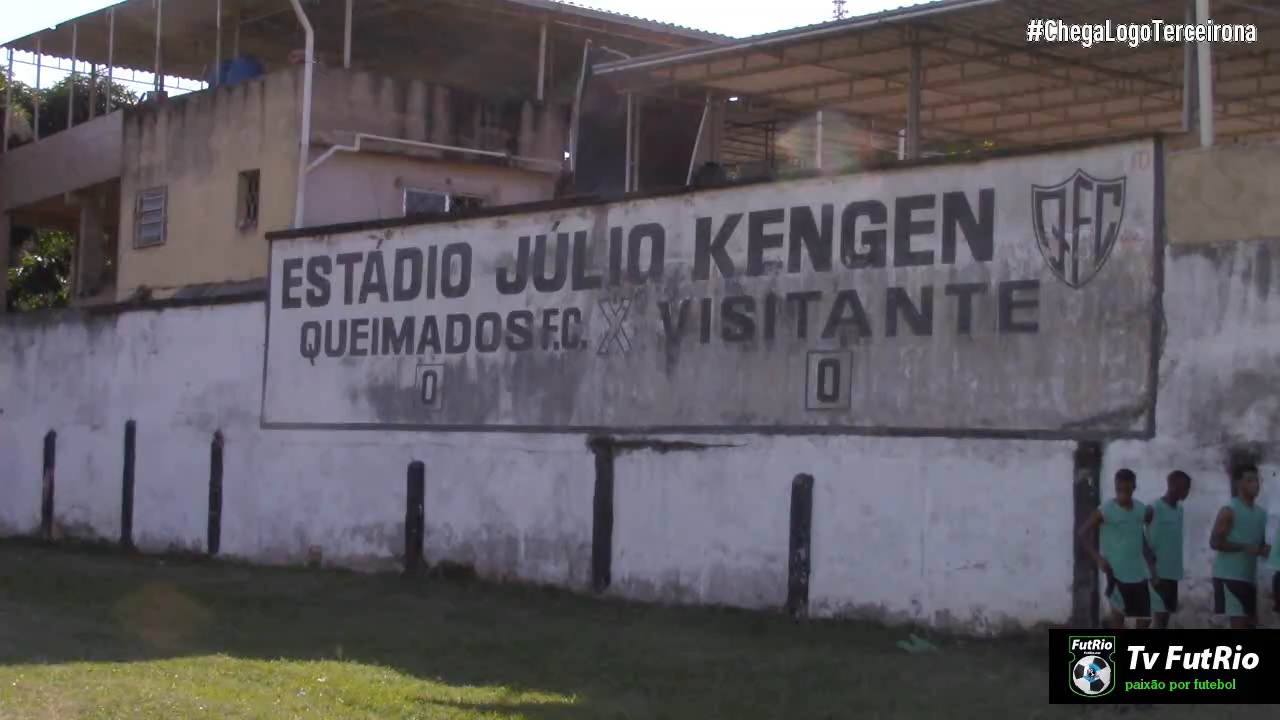 #ChegaLogoTerceirona
ESTÁDIO JÚLIO KENGEN
QFC
QUEIMADOS F.C. X VISITANTE
0 0
FutRio
Tv FutRio
paixão por futebol